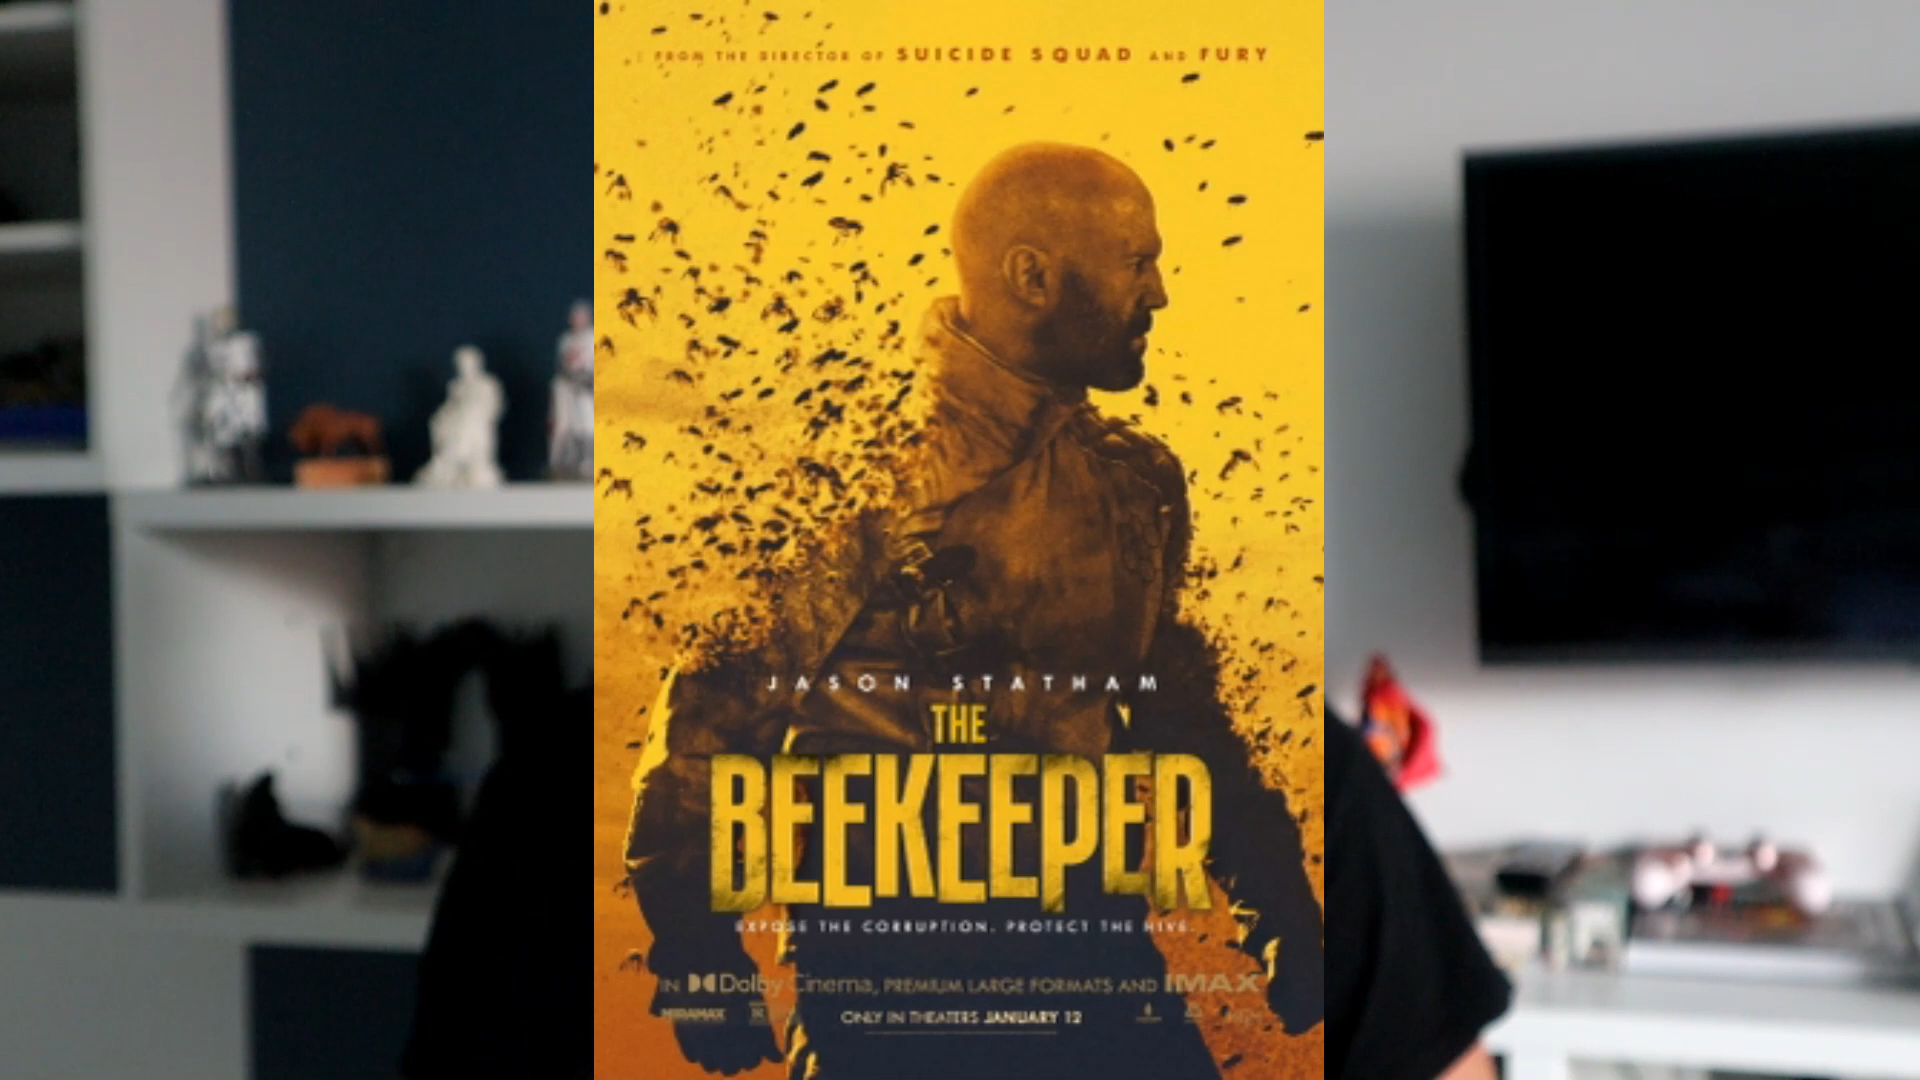 FROM THE DIRECTOR OF SUICIDE SQUAD AND FURY
JASON STATHAM
THE
BEEKEEPER
EXPOSE THE CORRUPTION. PROTECT THE HIVE.
IN Dolby Cinema, PREMIUM LARGE FORMATS AND IMAX
MIRAMAX
ONLY IN THEATERS JANUARY 12